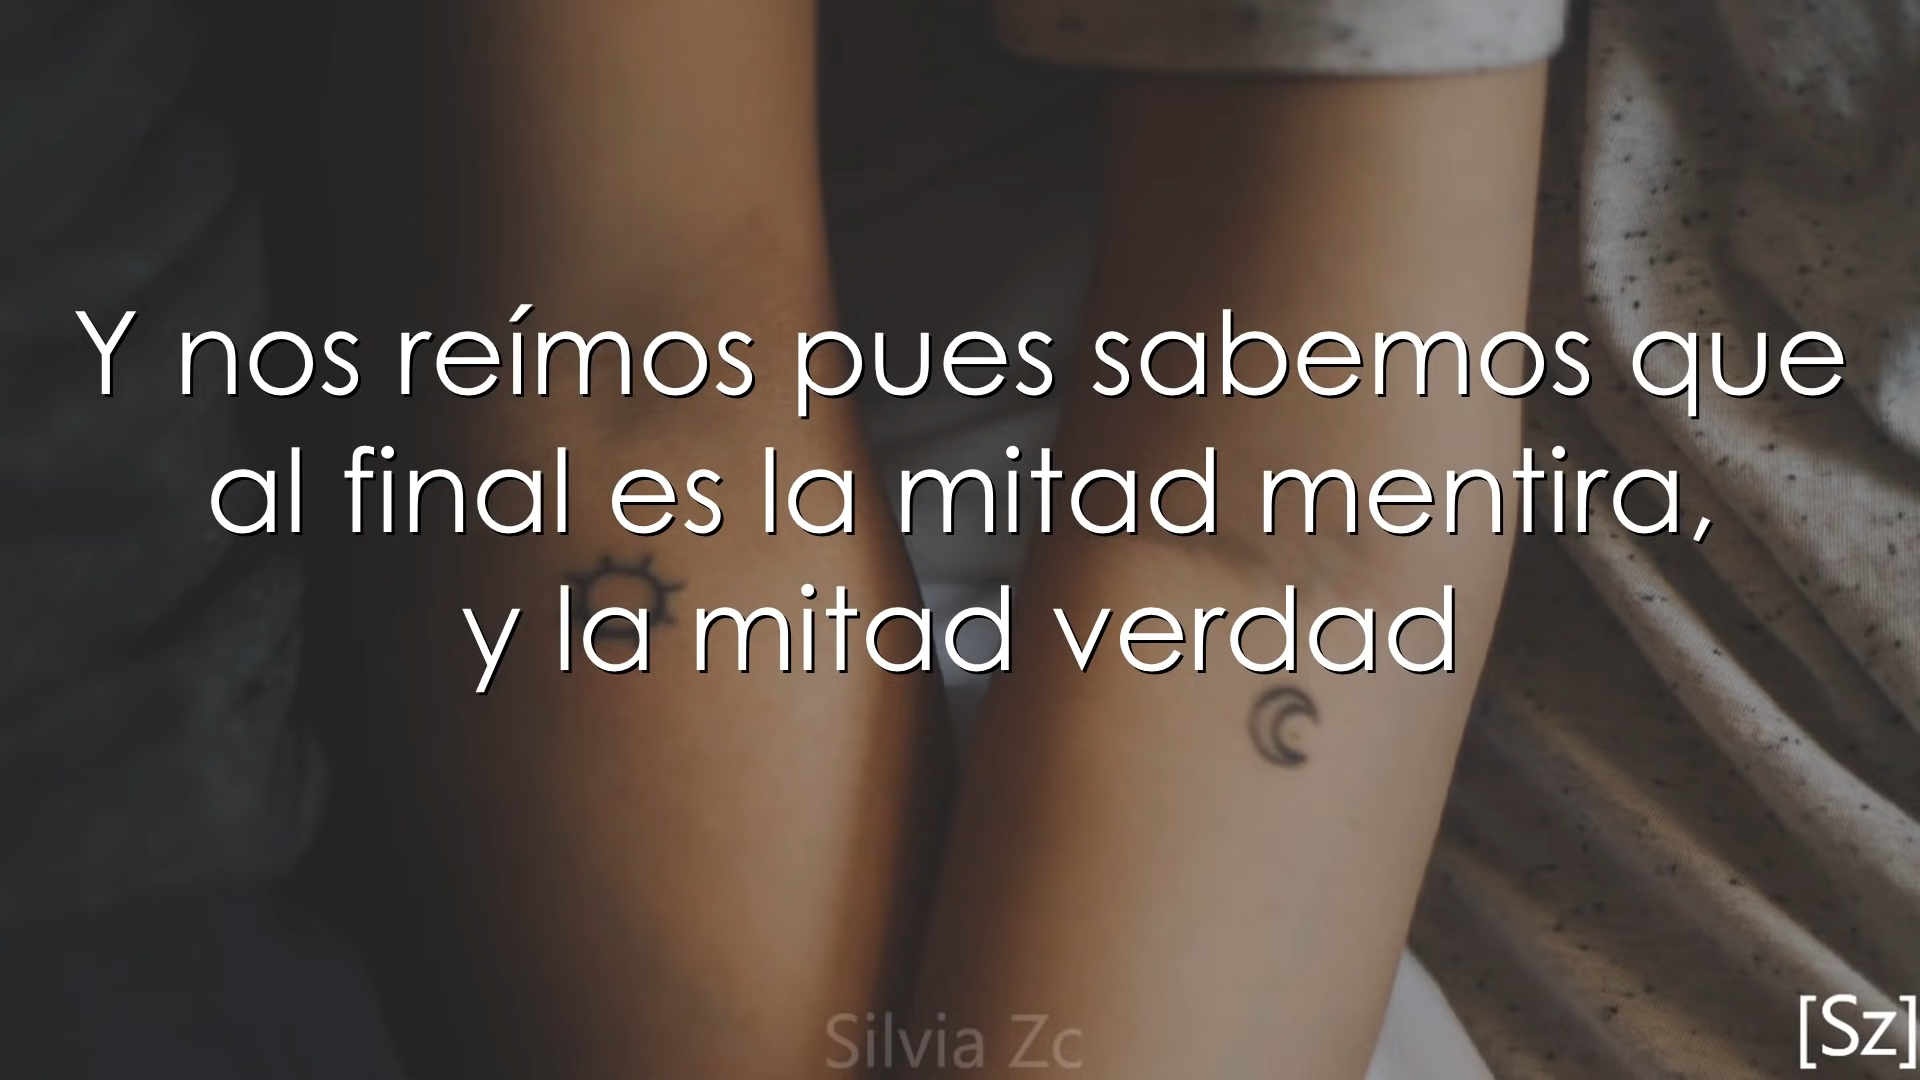 Y nos reímos pues sabemos que
al final es la mitad mentira,
y la mitad verdad
Silvia Zc
[Sz]